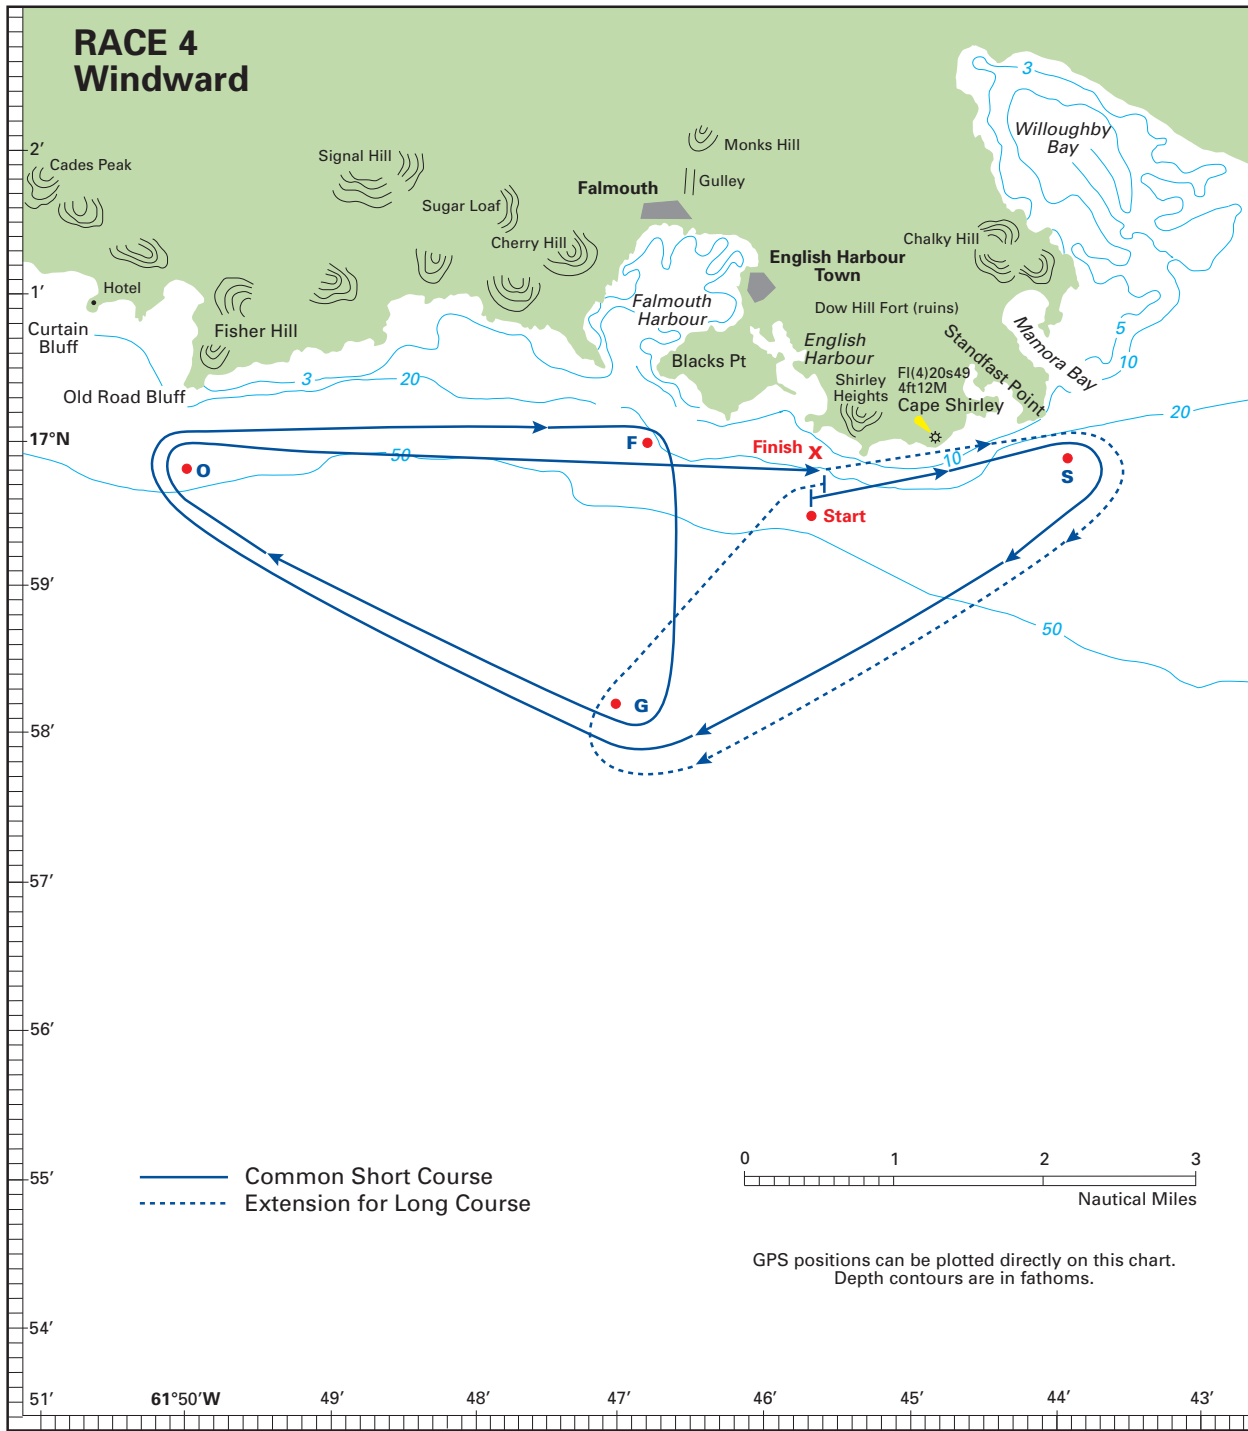 RACE 4
Windward
3
Willoughby
Bay
2′
Cades Peak
Signal Hill
Monks Hill
Gulley
Falmouth
Sugar Loaf
Cherry Hill
Chalky Hill
English Harbour
Town
Hotel
1′
Falmouth
Harbour
Dow Hill Fort (ruins)
Curtain
Bluff
Fisher Hill
English
Harbour
Standfast Point
Mamora Bay
5
10
Blacks Pt
3
20
Old Road Bluff
Shirley
Heights
Fl(4)20s49
4ft12M
Cape Shirley
20
17°N
F
Finish
X
50
10
O
S
Start
59′
50
G
58′
57′
56′
55′
Common Short Course
Extension for Long Course
0 1 2 3
Nautical Miles
GPS positions can be plotted directly on this chart.
Depth contours are in fathoms.
54′
51′ 61°50′W 49′ 48′ 47′ 46′ 45′ 44′ 43′